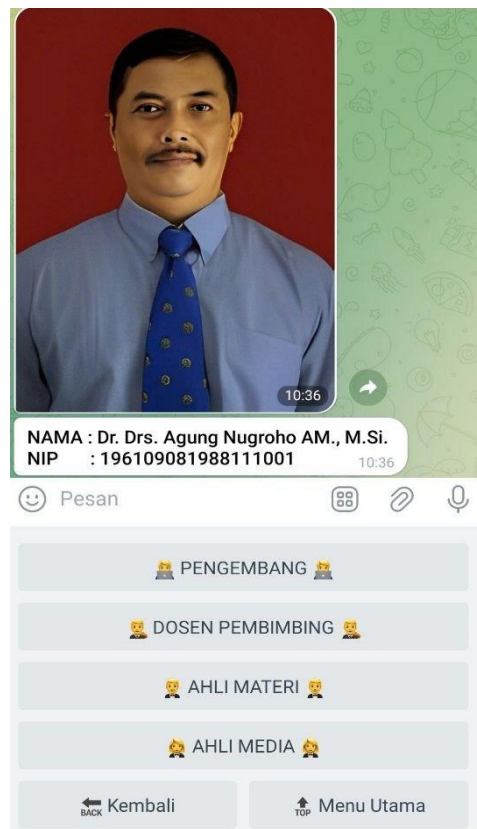 10:36
NAMA : Dr. Drs. Agung Nugroho AM., M.Si.
NIP : 196109081988111001
10:36
Pesan
PENGEMBANG
DOSEN PEMBIMBING
AHLI MATERI
AHLI MEDIA
BACK Kembali
TOP Menu Utama